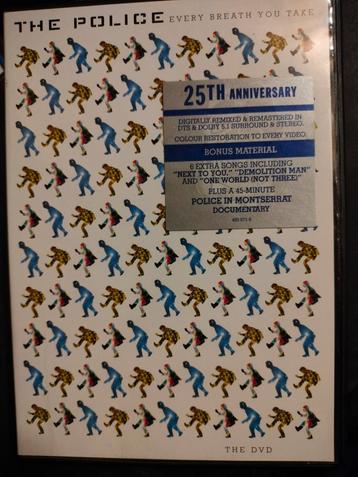 THE POLICE EVERY BREATH YOU TAKE
25TH ANNIVERSARY
DIGITALLY REMIXED & REMASTERED IN
DTS & DOLBY 5.1 SURROUND & STEREO.
COLOUR RESTORATION TO EVERY VIDEO.
BONUS MATERIAL
6 EXTRA SONGS INCLUDING
"NEXT TO YOU," "DEMOLITION MAN"
AND "ONE WORLD (NOT THREE)"
PLUS A 45-MINUTE
POLICE IN MONTSERRAT
DOCUMENTARY
THE DVD